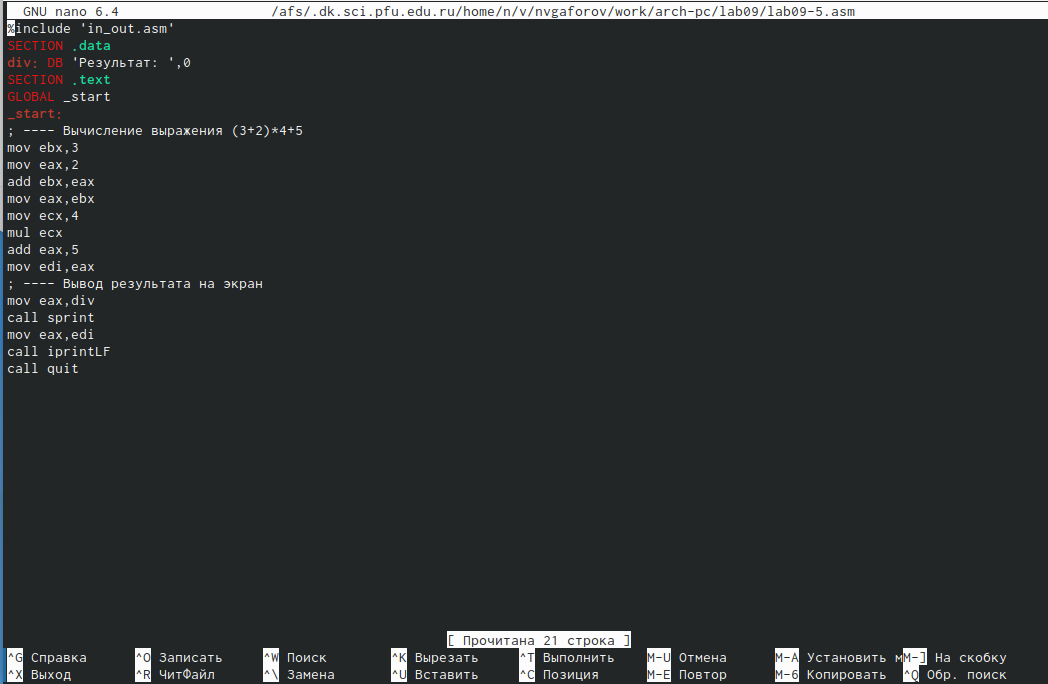 GNU nano 6.4 /afs/.dk.sci.pfu.edu.ru/home/n/v/nvgaforov/work/arch-pc/lab09/lab09-5.asm
%include 'in_out.asm'
SECTION .data
div: DB 'Результат: ',0
SECTION .text
GLOBAL _start
_start:
; ---- Вычисление выражения (3+2)*4+5
mov ebx,3
mov eax,2
add ebx,eax
mov eax,ebx
mov ecx,4
mul ecx
add eax,5
mov edi,eax
; ---- Вывод результата на экран
mov eax,div
call sprint
mov eax,edi
call iprintLF
call quit
[ Прочитана 21 строка ]
^G Справка ^O Записать ^W Поиск ^K Вырезать ^T Выполнить M-U Отмена M-A Установить мM-] На скобку
^X Выход ^R ЧитФайл ^\ Замена ^U Вставить ^C Позиция M-E Повтор M-6 Копировать ^Q Обр. поиск